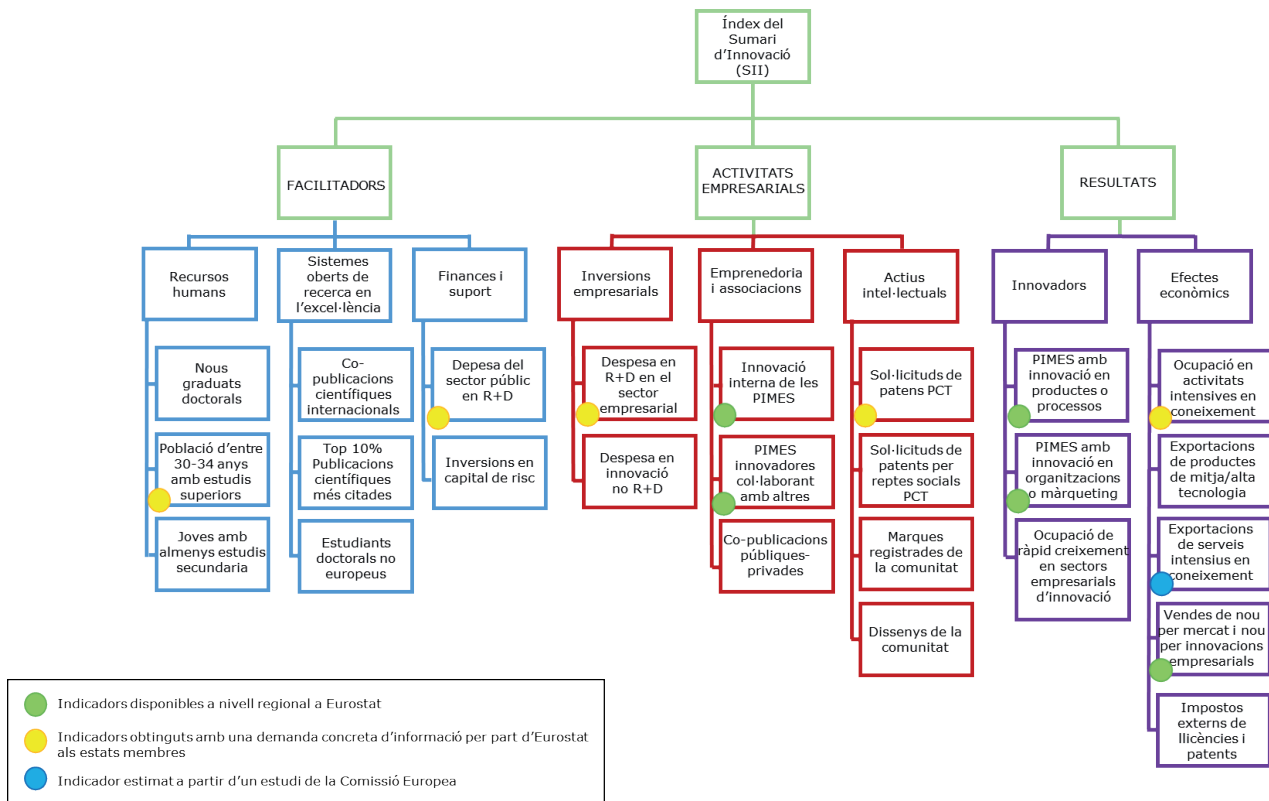 Índex del
Sumari
d'Innovació
(SII)
FACILITADORS
ACTIVITATS
EMPRESARIALS
RESULTATS
Recursos
humans
Sistemes
oberts de
recerca en
l'excel·lència
Finances i
suport
Inversions
empresarials
Emprenedoria
i associacions
Actius
intel·lectuals
Innovadors
Efectes
econòmics
Nous
graduats
doctorals
Població d'entre
30-34 anys
amb estudis
superiors
Joves amb
almenys estudis
secundaria
Co-
publicacions
científiques
internacionals
Top 10%
Publicacions
científiques
més citades
Estudiants
doctorals no
europeus
Depesa del
sector públic
en R+D
Inversions en
capital de risc
Despesa en
R+D en el
sector
empresarial
Despesa en
innovació
no R+D
Innovació
interna de les
PIMES
PIMES
innovadores
col·laborant
amb altres
Co-publicacions
públiques-
privades
Sol·licituds de
patens PCT
Sol·licituds de
patents per
reptes socials
PCT
Marques
registrades de
la comunitat
Dissenys de la
comunitat
PIMES amb
innovació en
productes o
processos
PIMES amb
innovació en
organitzacions
o màrqueting
Ocupació de
ràpid creixement
en sectors
empresarials
d'innovació
Ocupació en
activitats
intensives en
coneixement
Exportacions
de productes
de mitja/alta
tecnologia
Exportacions
de serveis
intensius en
coneixement
Vendes de nou
per mercat i nou
per innovacions
empresarials
Impostos
externs de
llicències i
patents
Indicadors disponibles a nivell regional a Eurostat
Indicadors obtinguts amb una demanda concreta d'informació per part d'Eurostat
als estats membres
Indicador estimat a partir d'un estudi de la Comissió Europea